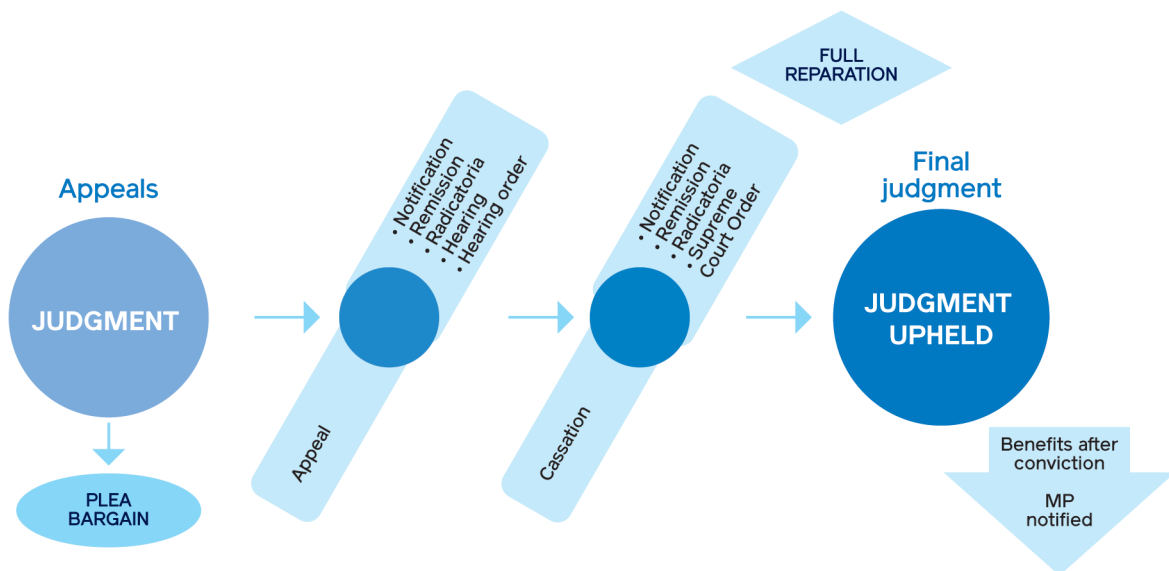 Appeals
JUDGMENT
PLEA
BARGAIN
• Notification
• Remission
• Radicatoria
• Hearing
• Hearing order
Appeal
• Notification
• Remission
• Radicatoria
• Supreme
Court Order
Cassation
FULL
REPARATION
Final
judgment
JUDGMENT
UPHELD
Benefits after
conviction
MP
notified